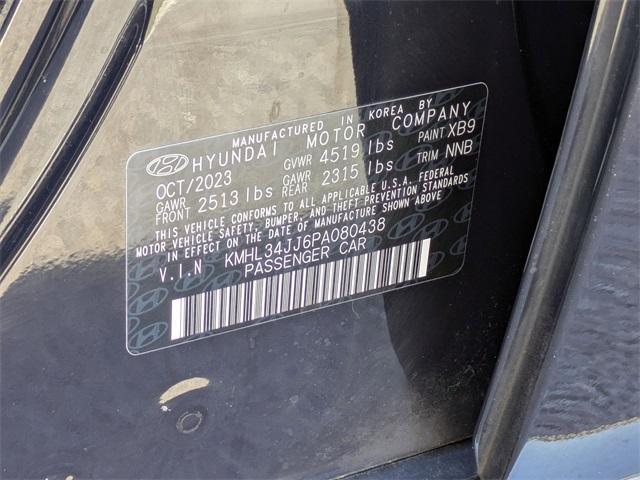 MANUFACTURED IN KOREA BY
HYUNDAI MOTOR COMPANY
OCT/2023 GVWR 4519 lbs PAINT XB9
GAWR FRONT 2513 lbs GAWR REAR 2315 lbs TRIM NNB
THIS VEHICLE CONFORMS TO ALL APPLICABLE U.S.A. FEDERAL
MOTOR VEHICLE SAFETY, BUMPER, AND THEFT PREVENTION STANDARDS
IN EFFECT ON THE DATE OF MANUFACTURE SHOWN ABOVE
V.I.N KMHL34JJ6PA080438
PASSENGER CAR